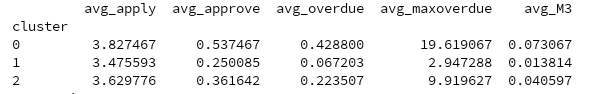 avg_apply avg_approve avg_overdue avg_maxoverdue avg_M3
cluster
0 3.827467 0.537467 0.428800 19.619067 0.073067
1 3.475593 0.250085 0.067203 2.947288 0.013814
2 3.629776 0.361642 0.223507 9.919627 0.040597